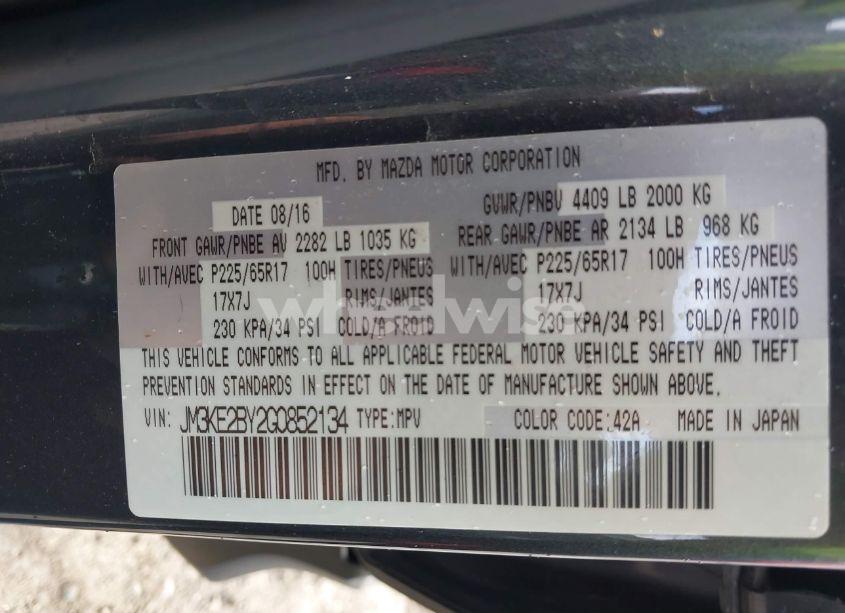 MFD. BY MAZDA MOTOR CORPORATION
DATE 08/16 GVWR/PNBV 4409 LB 2000 KG
FRONT GAWR/PNBE AV 2282 LB 1035 KG REAR GAWR/PNBE AR 2134 LB 968 KG
WITH/AVEC P225/65R17 100H TIRES/PNEUS WITH/AVEC P225/65R17 100H TIRES/PNEUS
17X7J RIMS/JANTES 17X7J RIMS/JANTES
wheelwise
230 KPA/34 PSI COLD/A FROID 230 KPA/34 PSI COLD/A FROID
THIS VEHICLE CONFORMS TO ALL APPLICABLE FEDERAL MOTOR VEHICLE SAFETY AND THEFT
PREVENTION STANDARDS IN EFFECT ON THE DATE OF MANUFACTURE SHOWN ABOVE.
VIN: JM3KE2BY2G0852134 TYPE:MPV COLOR CODE:42A MADE IN JAPAN